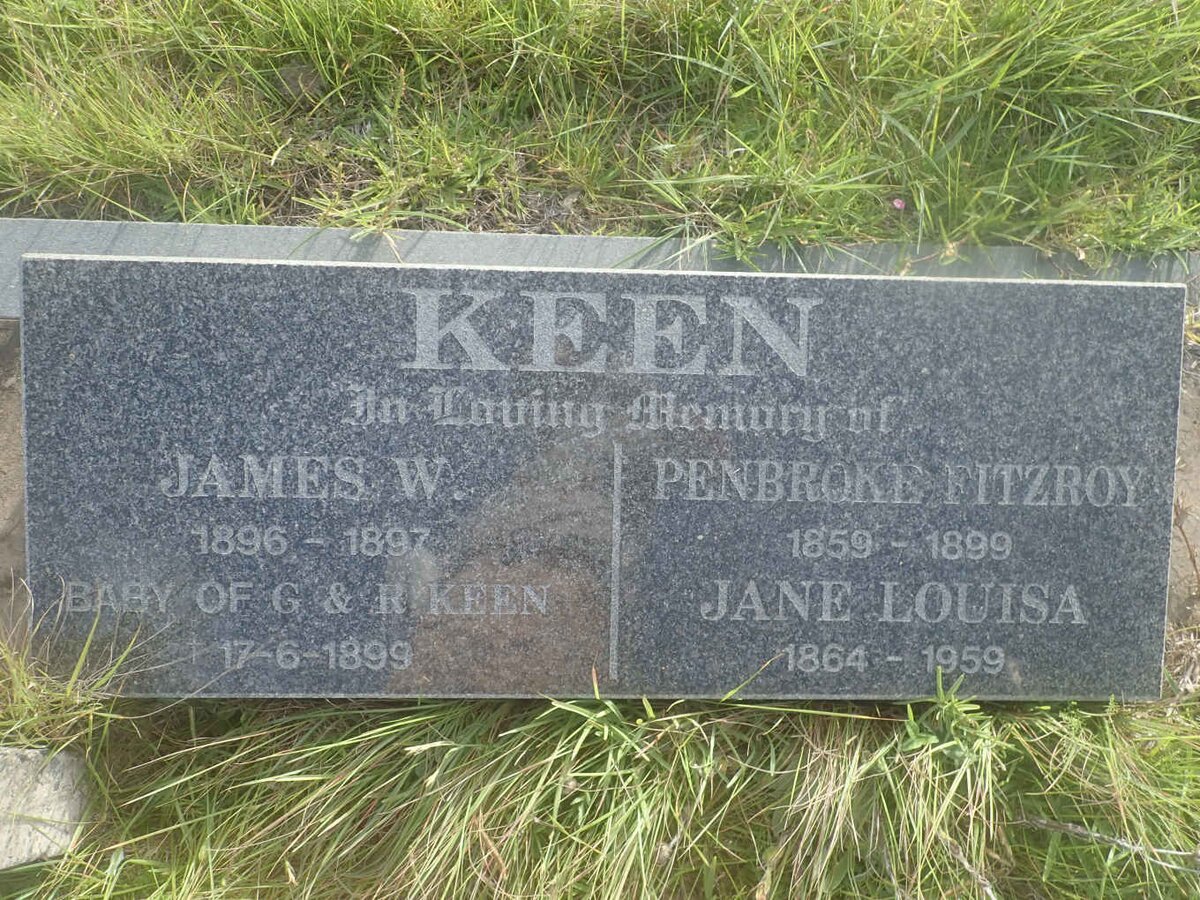 KEEN
In Loving Memory of
JAMES W.
1896 - 1897
BABY OF G & R KEEN
17-6-1899
PENBROKE FITZROY
1859 - 1899
JANE LOUISA
1864 - 1959